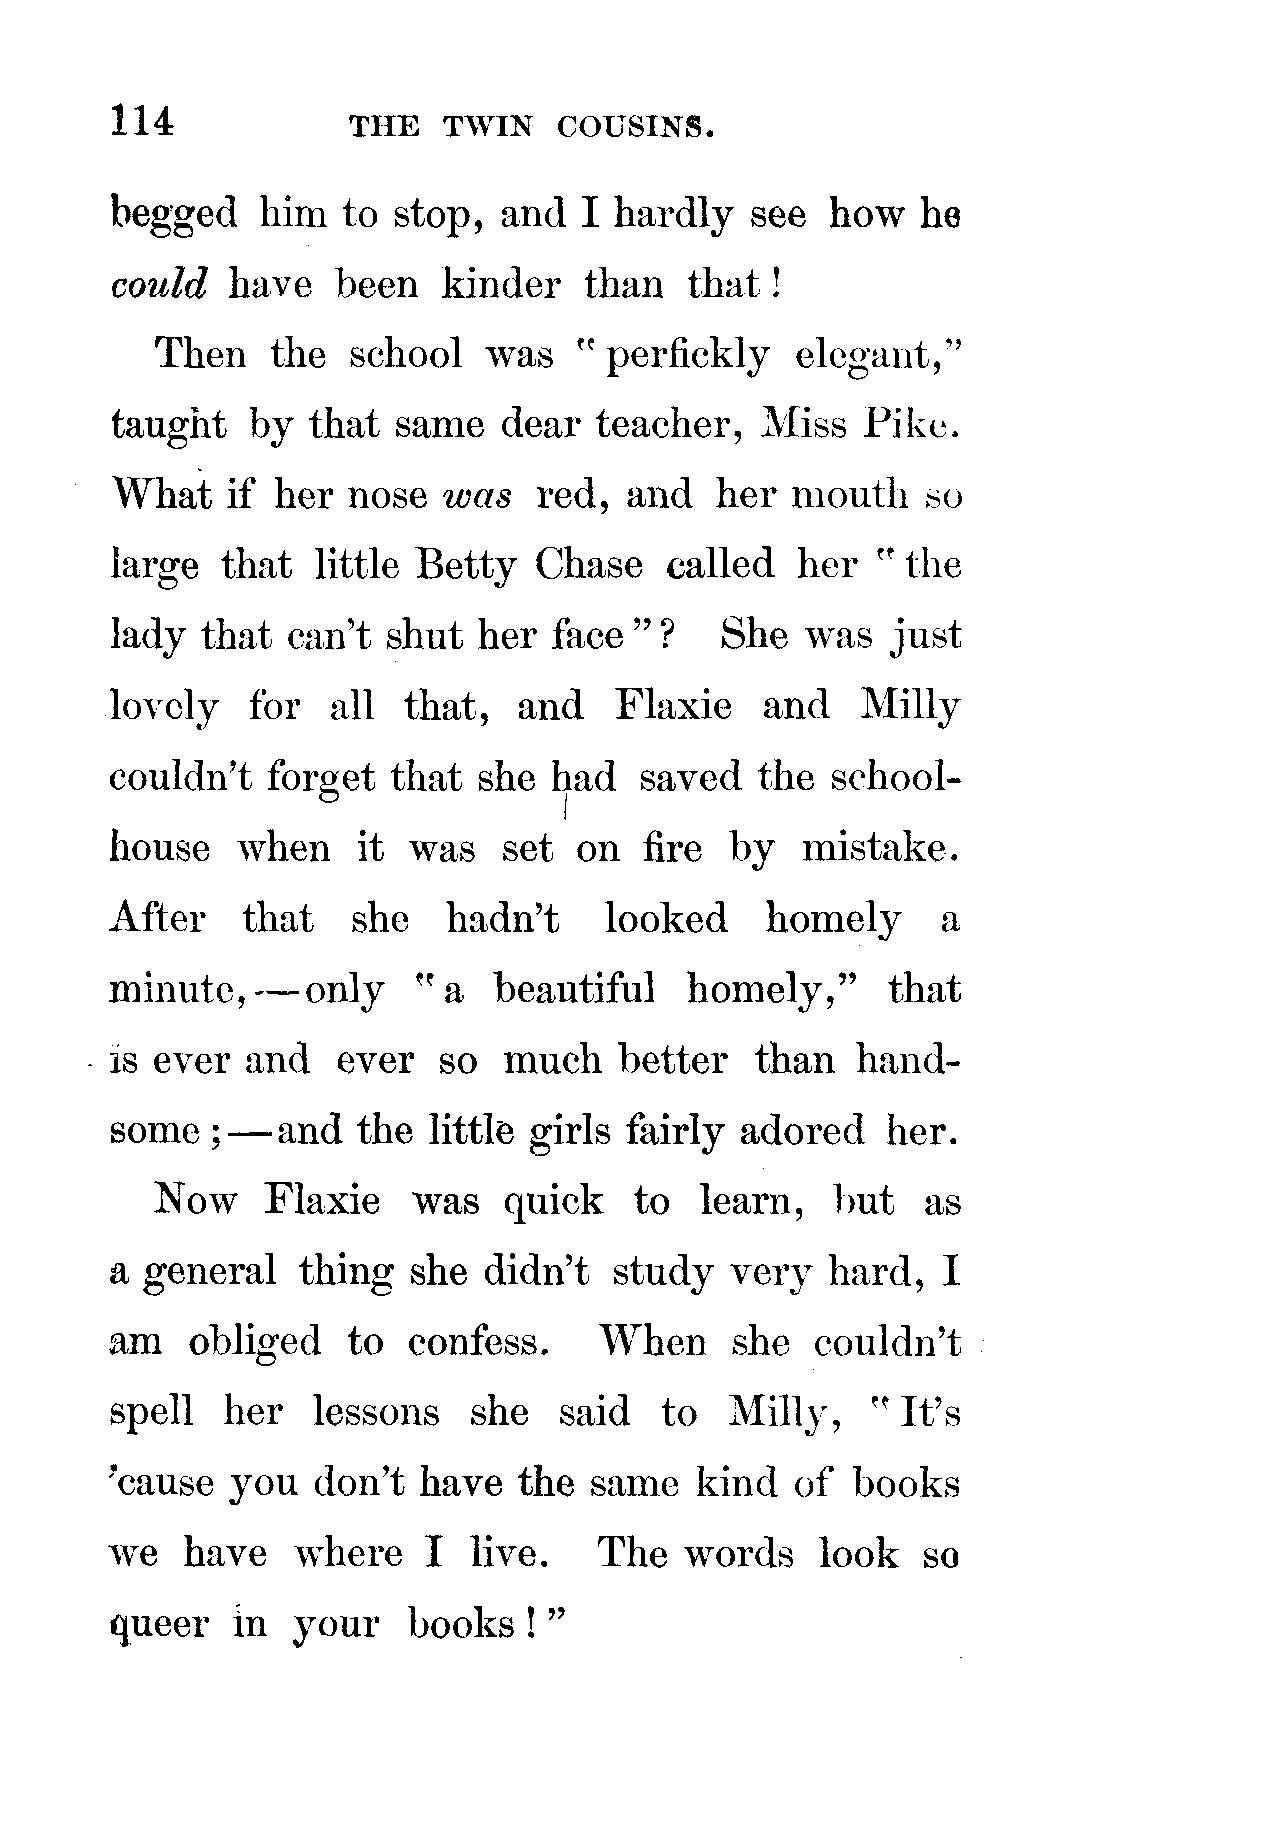 114 THE TWIN COUSINS.
begged him to stop, and I hardly see how he
could have been kinder than that!
Then the school was "perfickly elegant,"
taught by that same dear teacher, Miss Pike.
What if her nose was red, and her mouth so
large that little Betty Chase called her "the
lady that can't shut her face"? She was just
lovely for all that, and Flaxie and Milly
couldn't forget that she had saved the school-
house when it was set on fire by mistake.
After that she hadn't looked homely a
minute,—only "a beautiful homely," that
is ever and ever so much better than hand-
some;—and the little girls fairly adored her.
Now Flaxie was quick to learn, but as
a general thing she didn't study very hard, I
am obliged to confess. When she couldn't
spell her lessons she said to Milly, "It's
'cause you don't have the same kind of books
we have where I live. The words look so
queer in your books!"